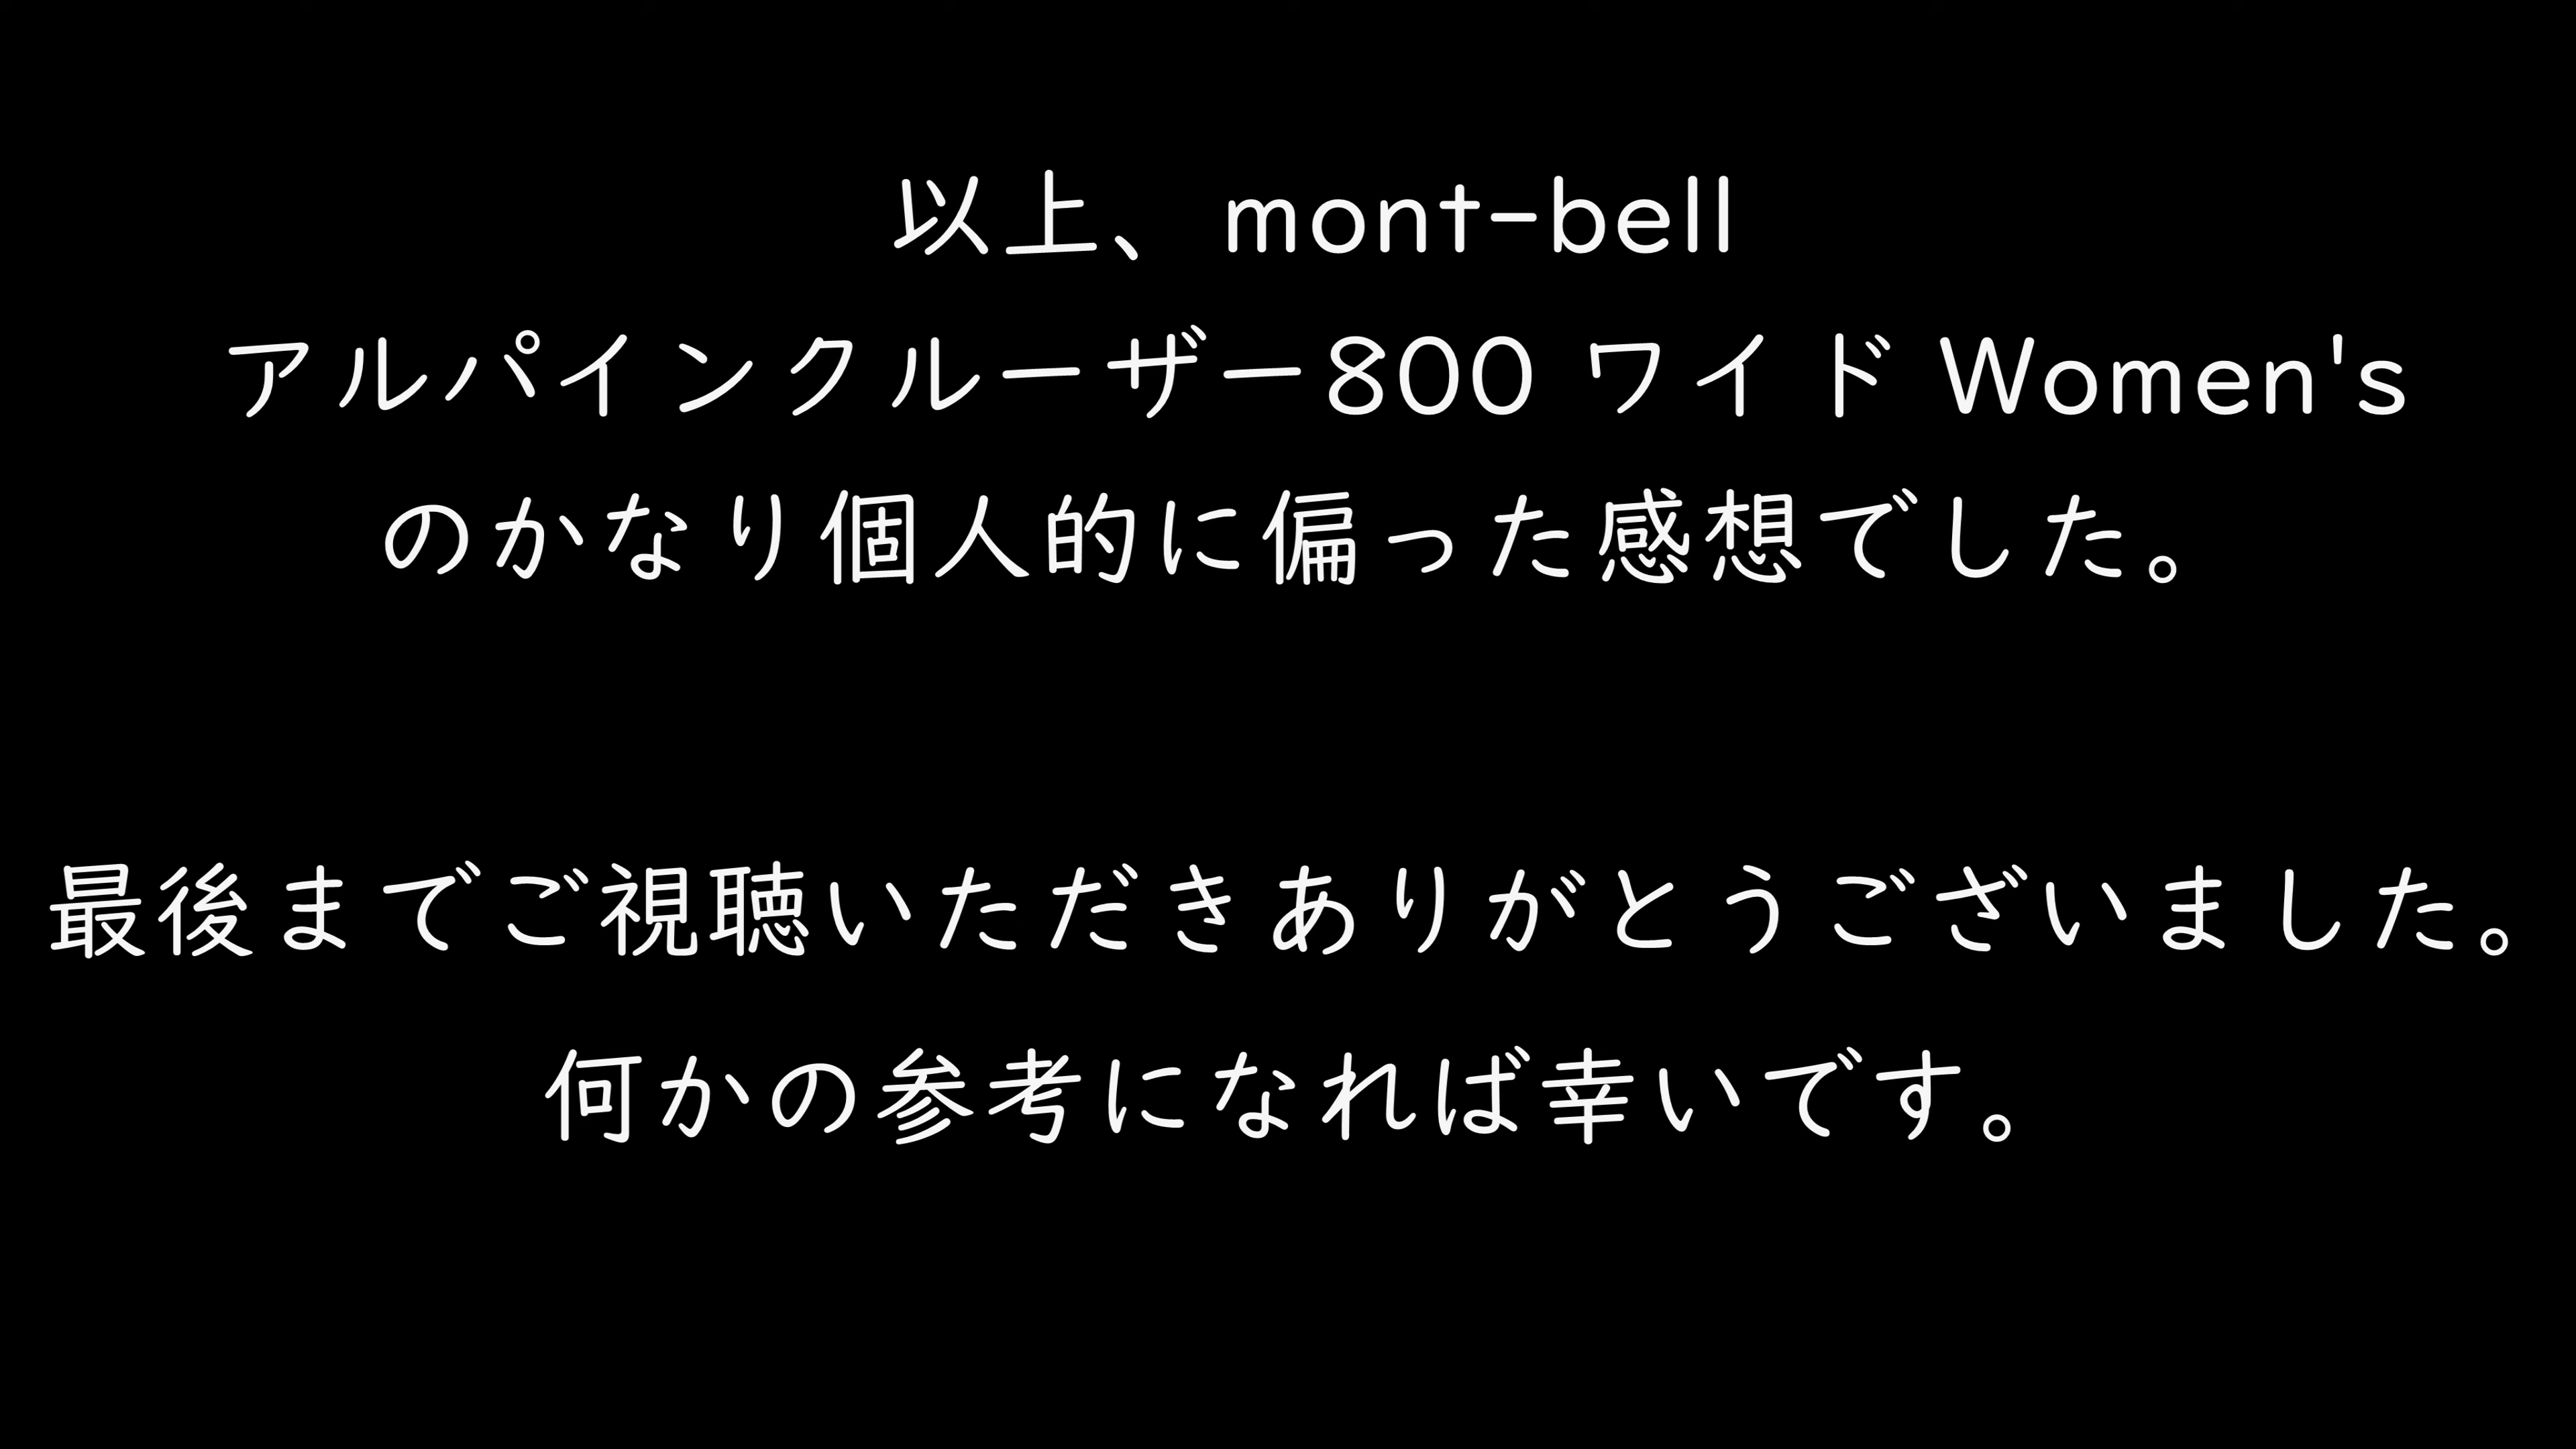 以上、mont-bell
アルパインクルーザー800 ワイド Women's
のかなり個人的に偏った感想でした。
最後までご視聴いただきありがとうございました。
何かの参考になれば幸いです。